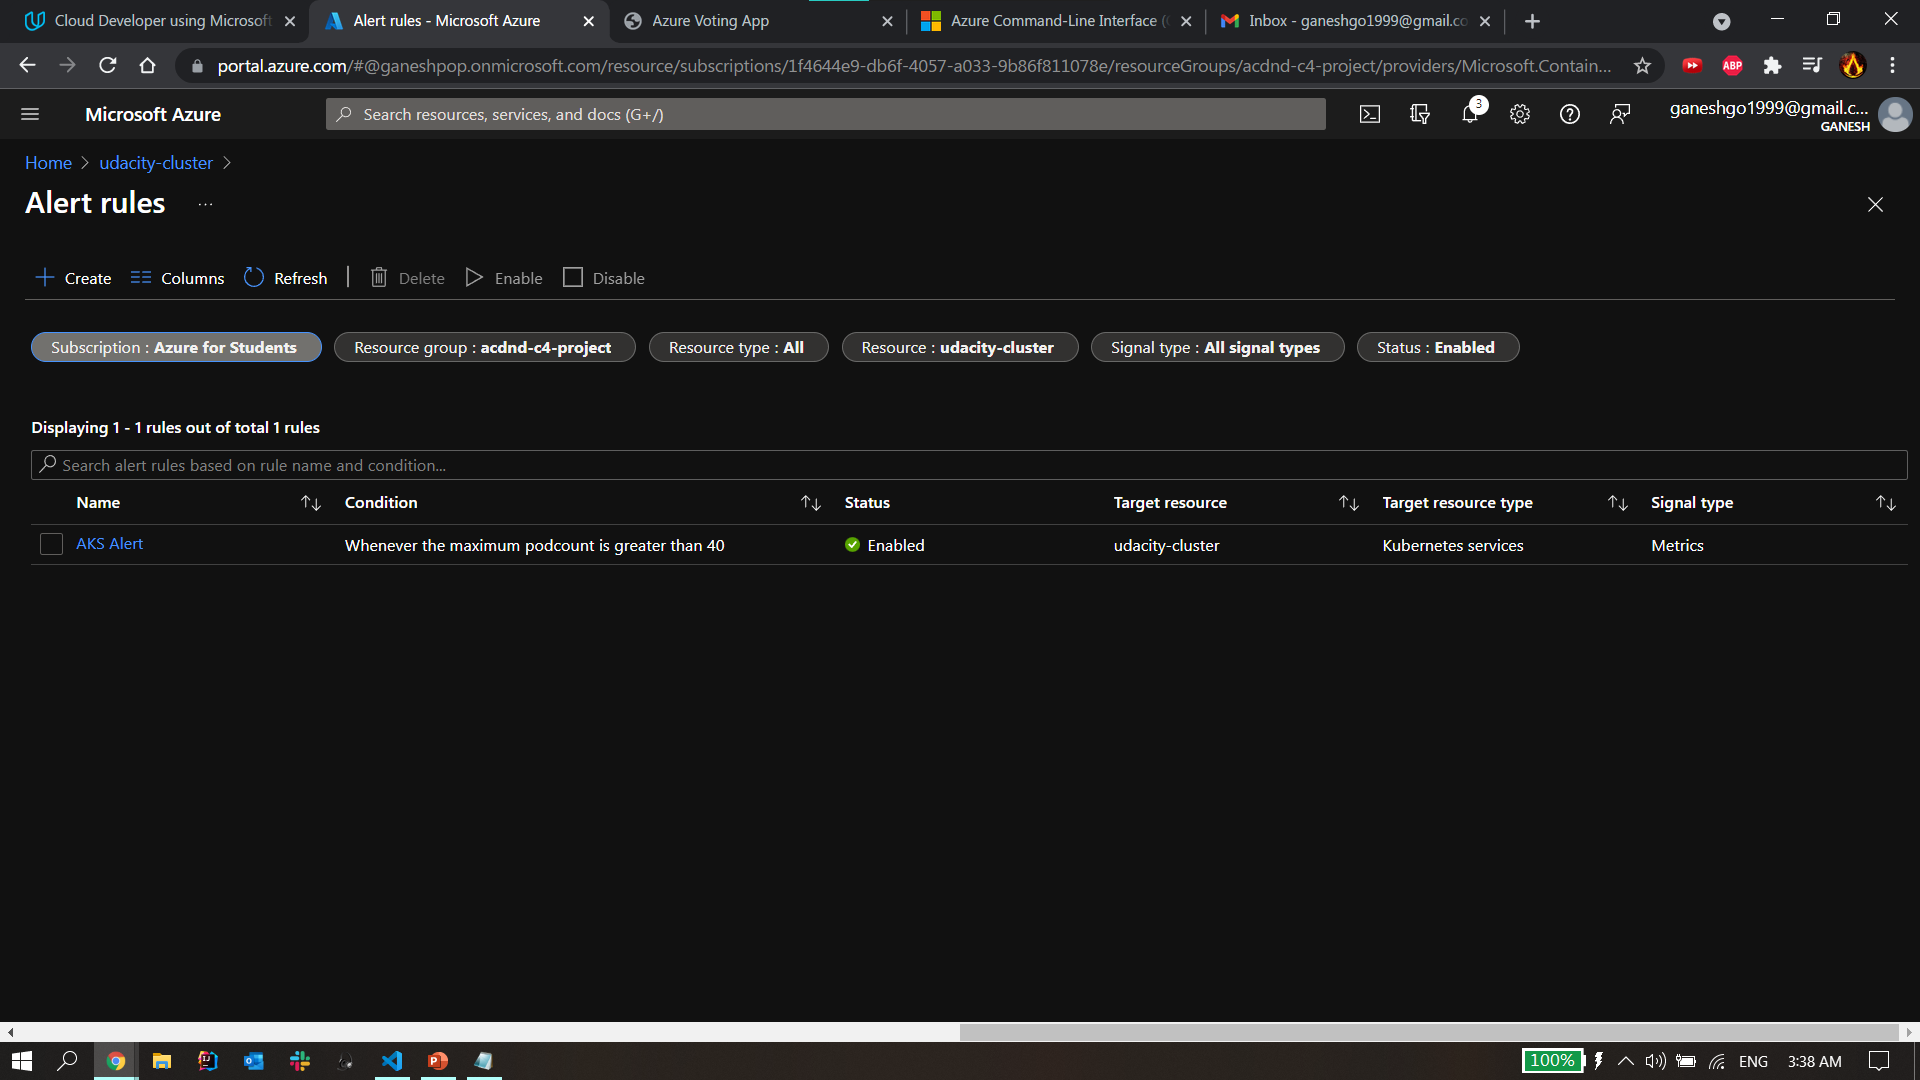 Cloud Developer using Microsoft
Alert rules - Microsoft Azure
Azure Voting App
Azure Command-Line Interface (
Inbox - ganeshgo1999@gmail.co
portal.azure.com/#@ganeshpop.onmicrosoft.com/resource/subscriptions/1f4644e9-db6f-4057-a033-9b86f811078e/resourceGroups/acdnd-c4-project/providers/Microsoft.Contain...
ABP
Microsoft Azure
Search resources, services, and docs (G+/)
3
ganeshgo1999@gmail.c...
GANESH
Home > udacity-cluster >
Alert rules ...
Create
Columns
Refresh
Delete
Enable
Disable
Subscription : Azure for Students
Resource group : acdnd-c4-project
Resource type : All
Resource : udacity-cluster
Signal type : All signal types
Status : Enabled
Displaying 1 - 1 rules out of total 1 rules
Search alert rules based on rule name and condition...
Name
Condition
Status
Target resource
Target resource type
Signal type
AKS Alert
Whenever the maximum podcount is greater than 40
Enabled
udacity-cluster
Kubernetes services
Metrics
100%
ENG
3:38 AM